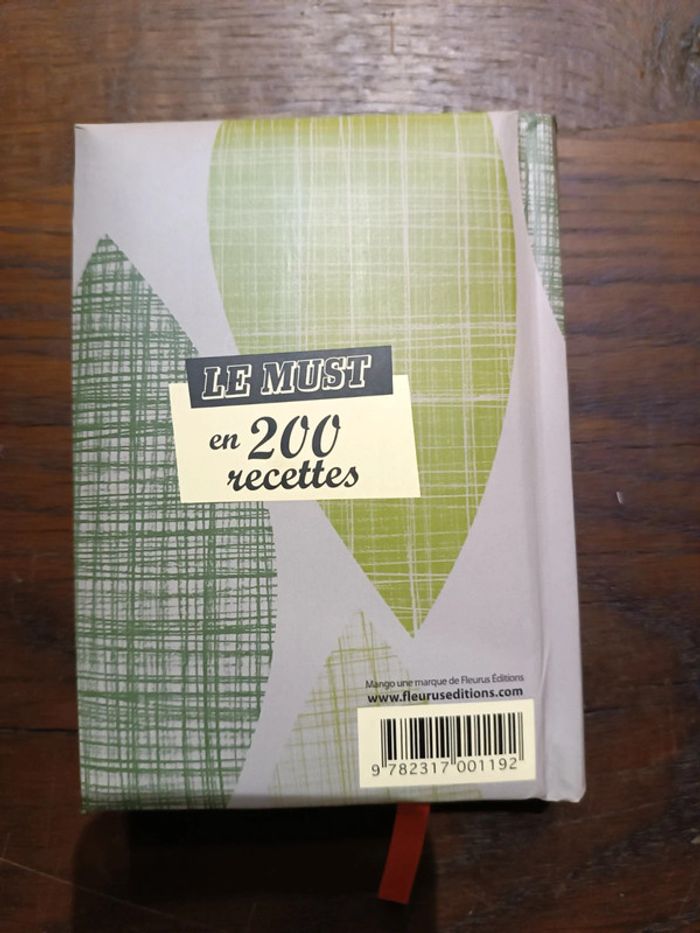 LE MUST
en 200
recettes
Mango une marque de Fleurus Éditions
www.fleuruseditions.com
9 782317 001192